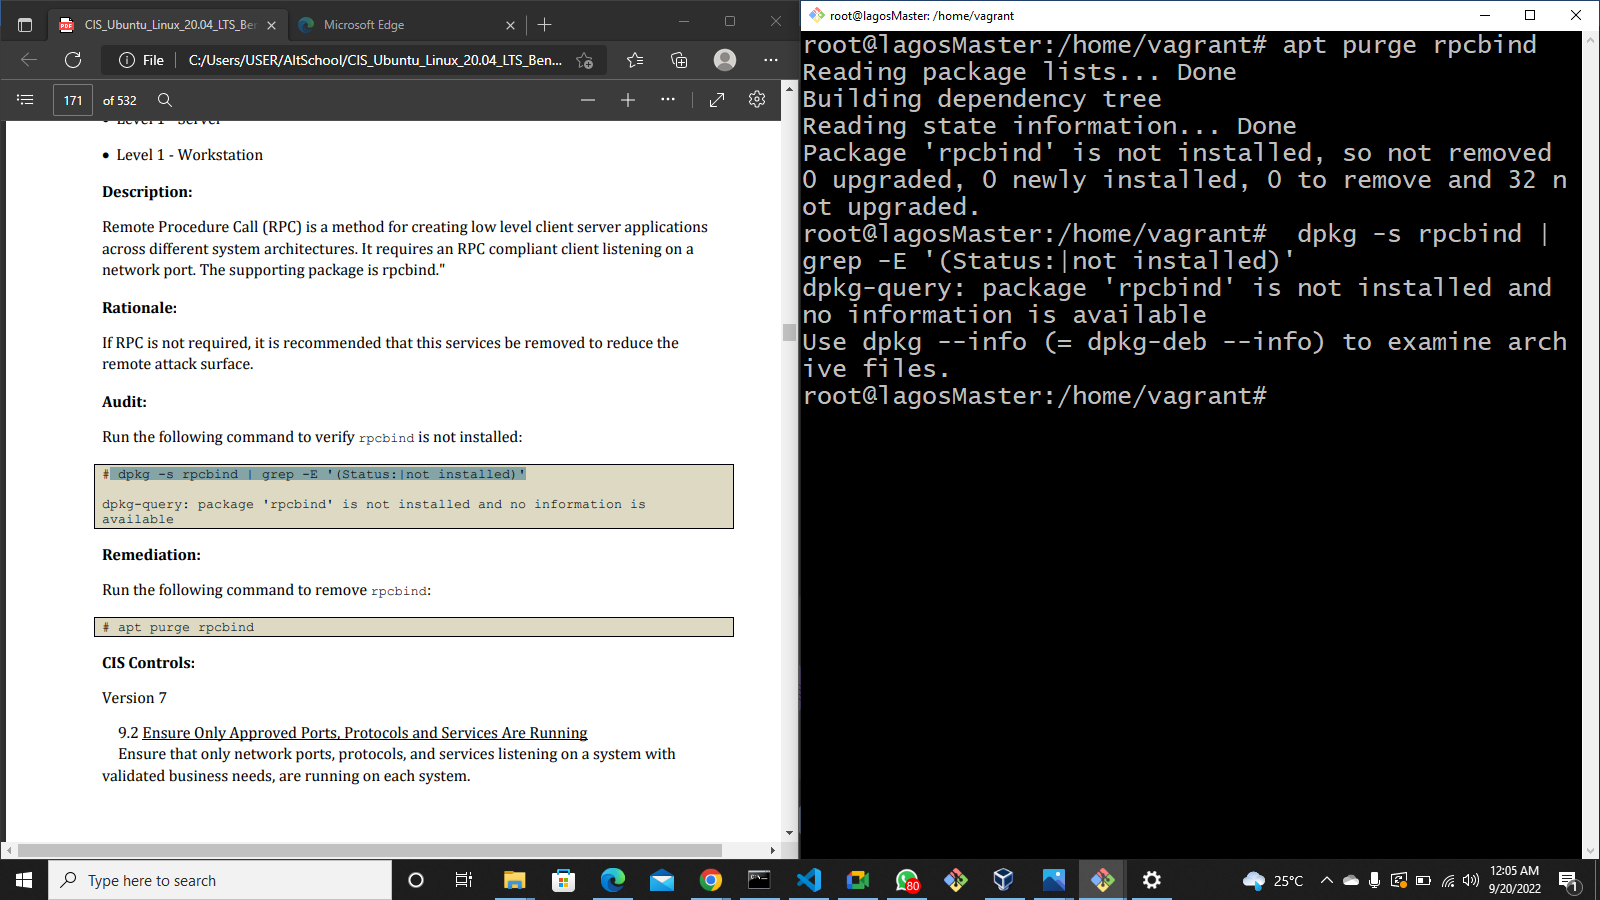 CIS_Ubuntu_Linux_20.04_LTS_Ber
Microsoft Edge
File
C:/Users/USER/AltSchool/CIS_Ubuntu_Linux_20.04_LTS_Ben...
171
of 532
Level 1 - Server
• Level 1 - Workstation
Description:
Remote Procedure Call (RPC) is a method for creating low level client server applications
across different system architectures. It requires an RPC compliant client listening on a
network port. The supporting package is rpcbind."
Rationale:
If RPC is not required, it is recommended that this services be removed to reduce the
remote attack surface.
Audit:
Run the following command to verify rpcbind is not installed:
# dpkg -s rpcbind | grep -E '(Status:|not installed)'
dpkg-query: package 'rpcbind' is not installed and no information is
available
Remediation:
Run the following command to remove rpcbind:
# apt purge rpcbind
CIS Controls:
Version 7
9.2 Ensure Only Approved Ports, Protocols and Services Are Running
Ensure that only network ports, protocols, and services listening on a system with
validated business needs, are running on each system.
root@lagosMaster: /home/vagrant
root@lagosMaster:/home/vagrant# apt purge rpcbind
Reading package lists... Done
Building dependency tree
Reading state information... Done
Package 'rpcbind' is not installed, so not removed
0 upgraded, 0 newly installed, 0 to remove and 32 n
ot upgraded.
root@lagosMaster:/home/vagrant#  dpkg -s rpcbind |
grep -E '(Status:|not installed)'
dpkg-query: package 'rpcbind' is not installed and
no information is available
Use dpkg --info (= dpkg-deb --info) to examine arch
ive files.
root@lagosMaster:/home/vagrant#
Type here to search
80
25°C
12:05 AM
9/20/2022
1